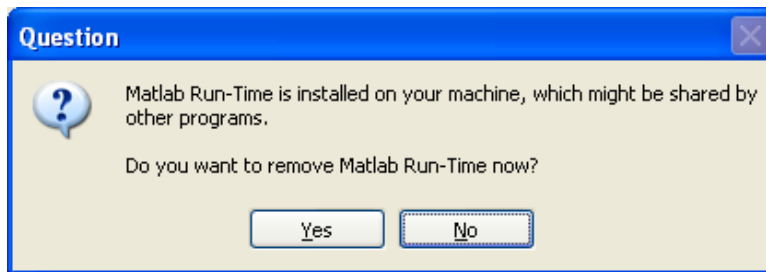 Question
Matlab Run-Time is installed on your machine, which might be shared by
other programs.
Do you want to remove Matlab Run-Time now?
Yes
No